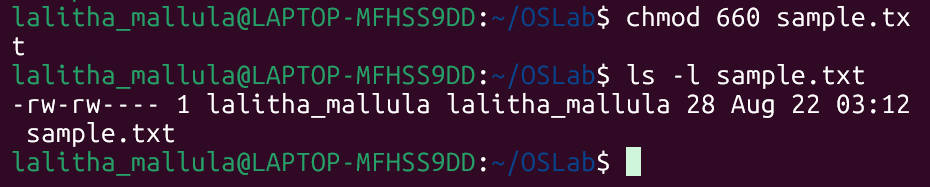 lalitha_mallula@LAPTOP-MFHSS9DD:~/OSLab$ chmod 660 sample.tx
t
lalitha_mallula@LAPTOP-MFHSS9DD:~/OSLab$ ls -l sample.txt
-rw-rw---- 1 lalitha_mallula lalitha_mallula 28 Aug 22 03:12
 sample.txt
lalitha_mallula@LAPTOP-MFHSS9DD:~/OSLab$